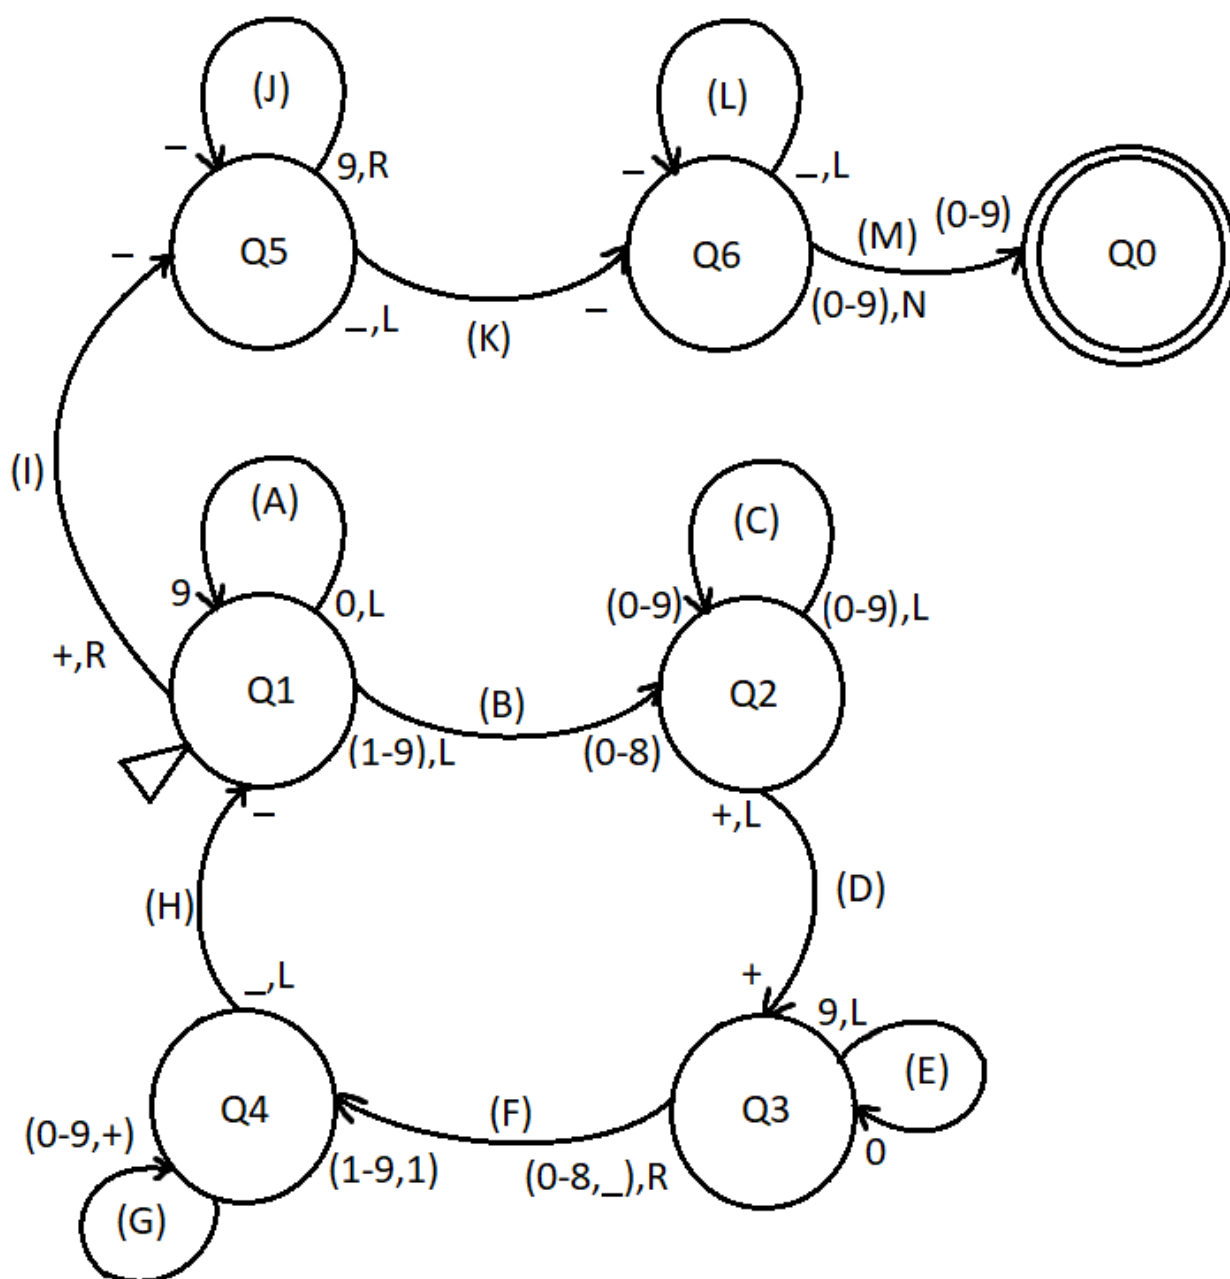 (J)
(L)
–
9,R
–
_,L
Q5
Q6
(M)
(0-9)
Q0
–
_,L
(K)
–
(0-9),N
(I)
(A)
(C)
9
0,L
(0-9)
(0-9),L
+,R
Q1
(B)
Q2
(1-9),L
(0-8)
–
+,L
(H)
(D)
_,L
+
9,L
Q4
(F)
Q3
(E)
(0-9,+)
(1-9,1)
(0-8,_),R
0
(G)